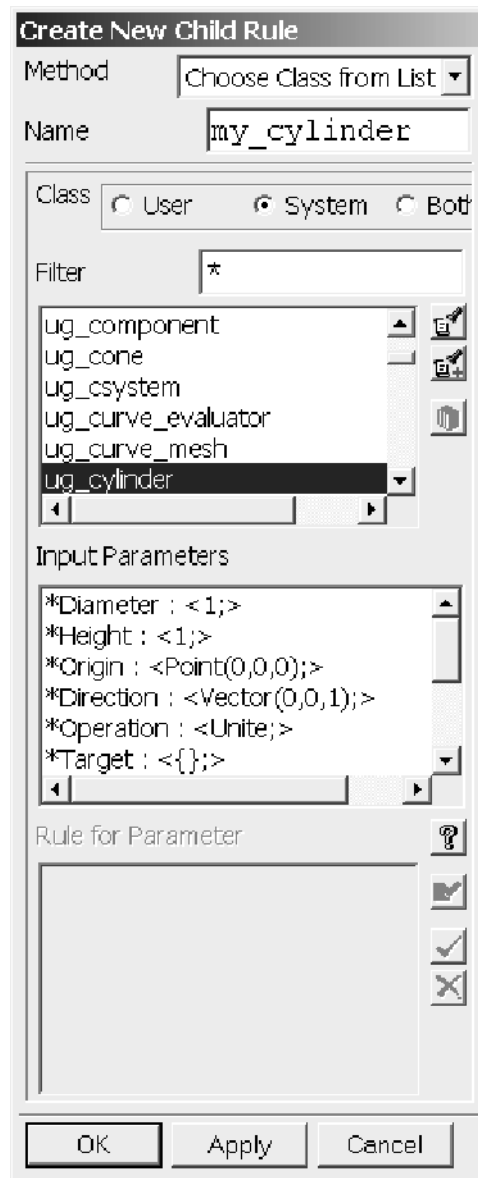 Create New Child Rule
Method Choose Class from List
Name my_cylinder
Class User System Both
Filter *
ug_component
ug_cone
ug_csystem
ug_curve_evaluator
ug_curve_mesh
ug_cylinder
Input Parameters
*Diameter : <1;>
*Height : <1;>
*Origin : <Point(0,0,0);>
*Direction : <Vector(0,0,1);>
*Operation : <Unite;>
*Target : <{};>
Rule for Parameter
?
OK Apply Cancel